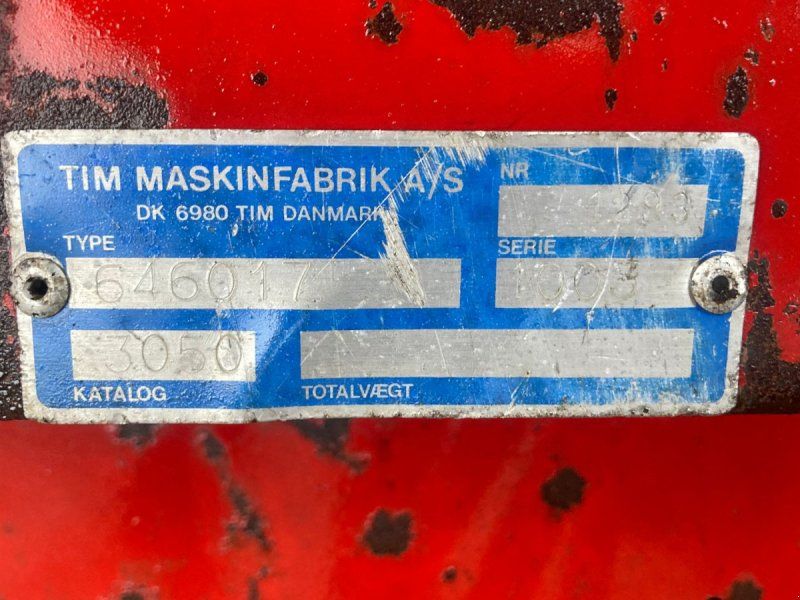 TIM MASKINFABRIK A/S
DK 6980 TIM DANMARK
NR
TYPE
SERIE
646017
3050
KATALOG
TOTALVÆGT